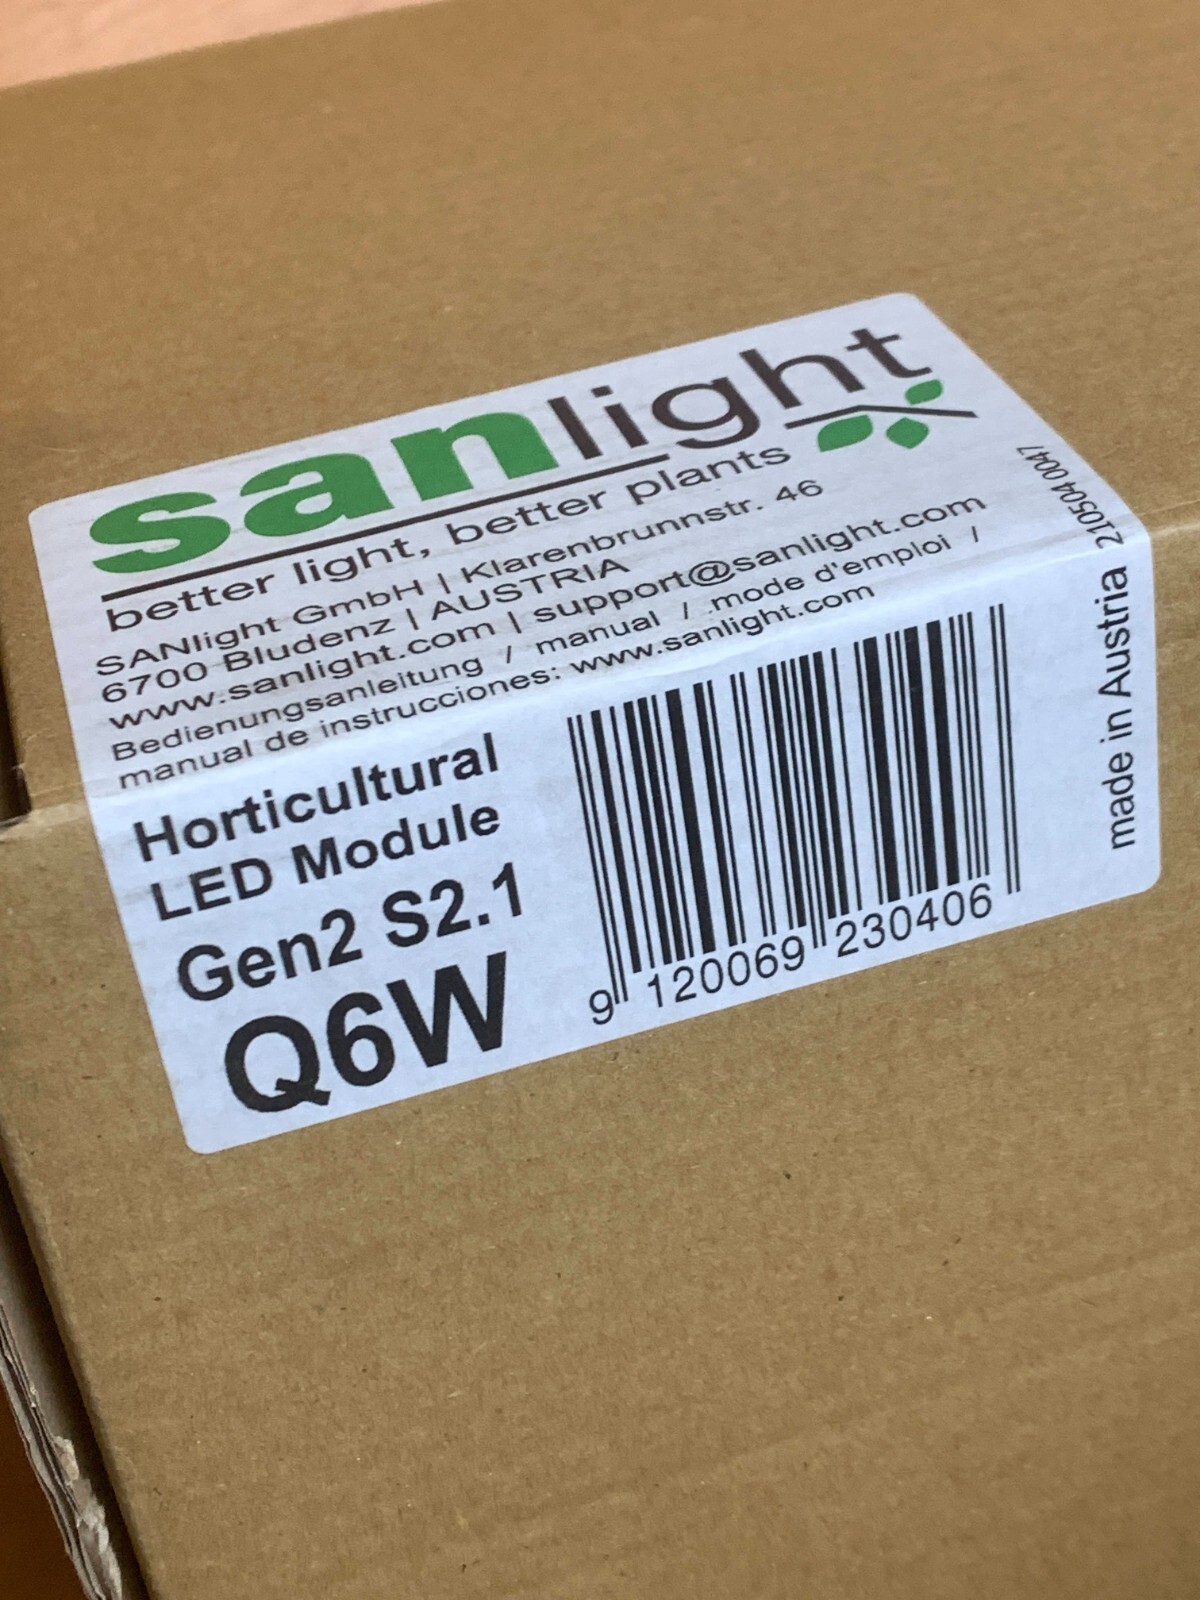 sanlight
better light, better plants
SANlight GmbH | Klarenbrunnstr. 46
6700 Bludenz | AUSTRIA
www.sanlight.com | support@sanlight.com
Bedienungsanleitung / manual / mode d'emploi /
manual de instrucciones: www.sanlight.com
Horticultural
LED Module
Gen2 S2.1
Q6W
9 120069 230406
made in Austria 2105040047